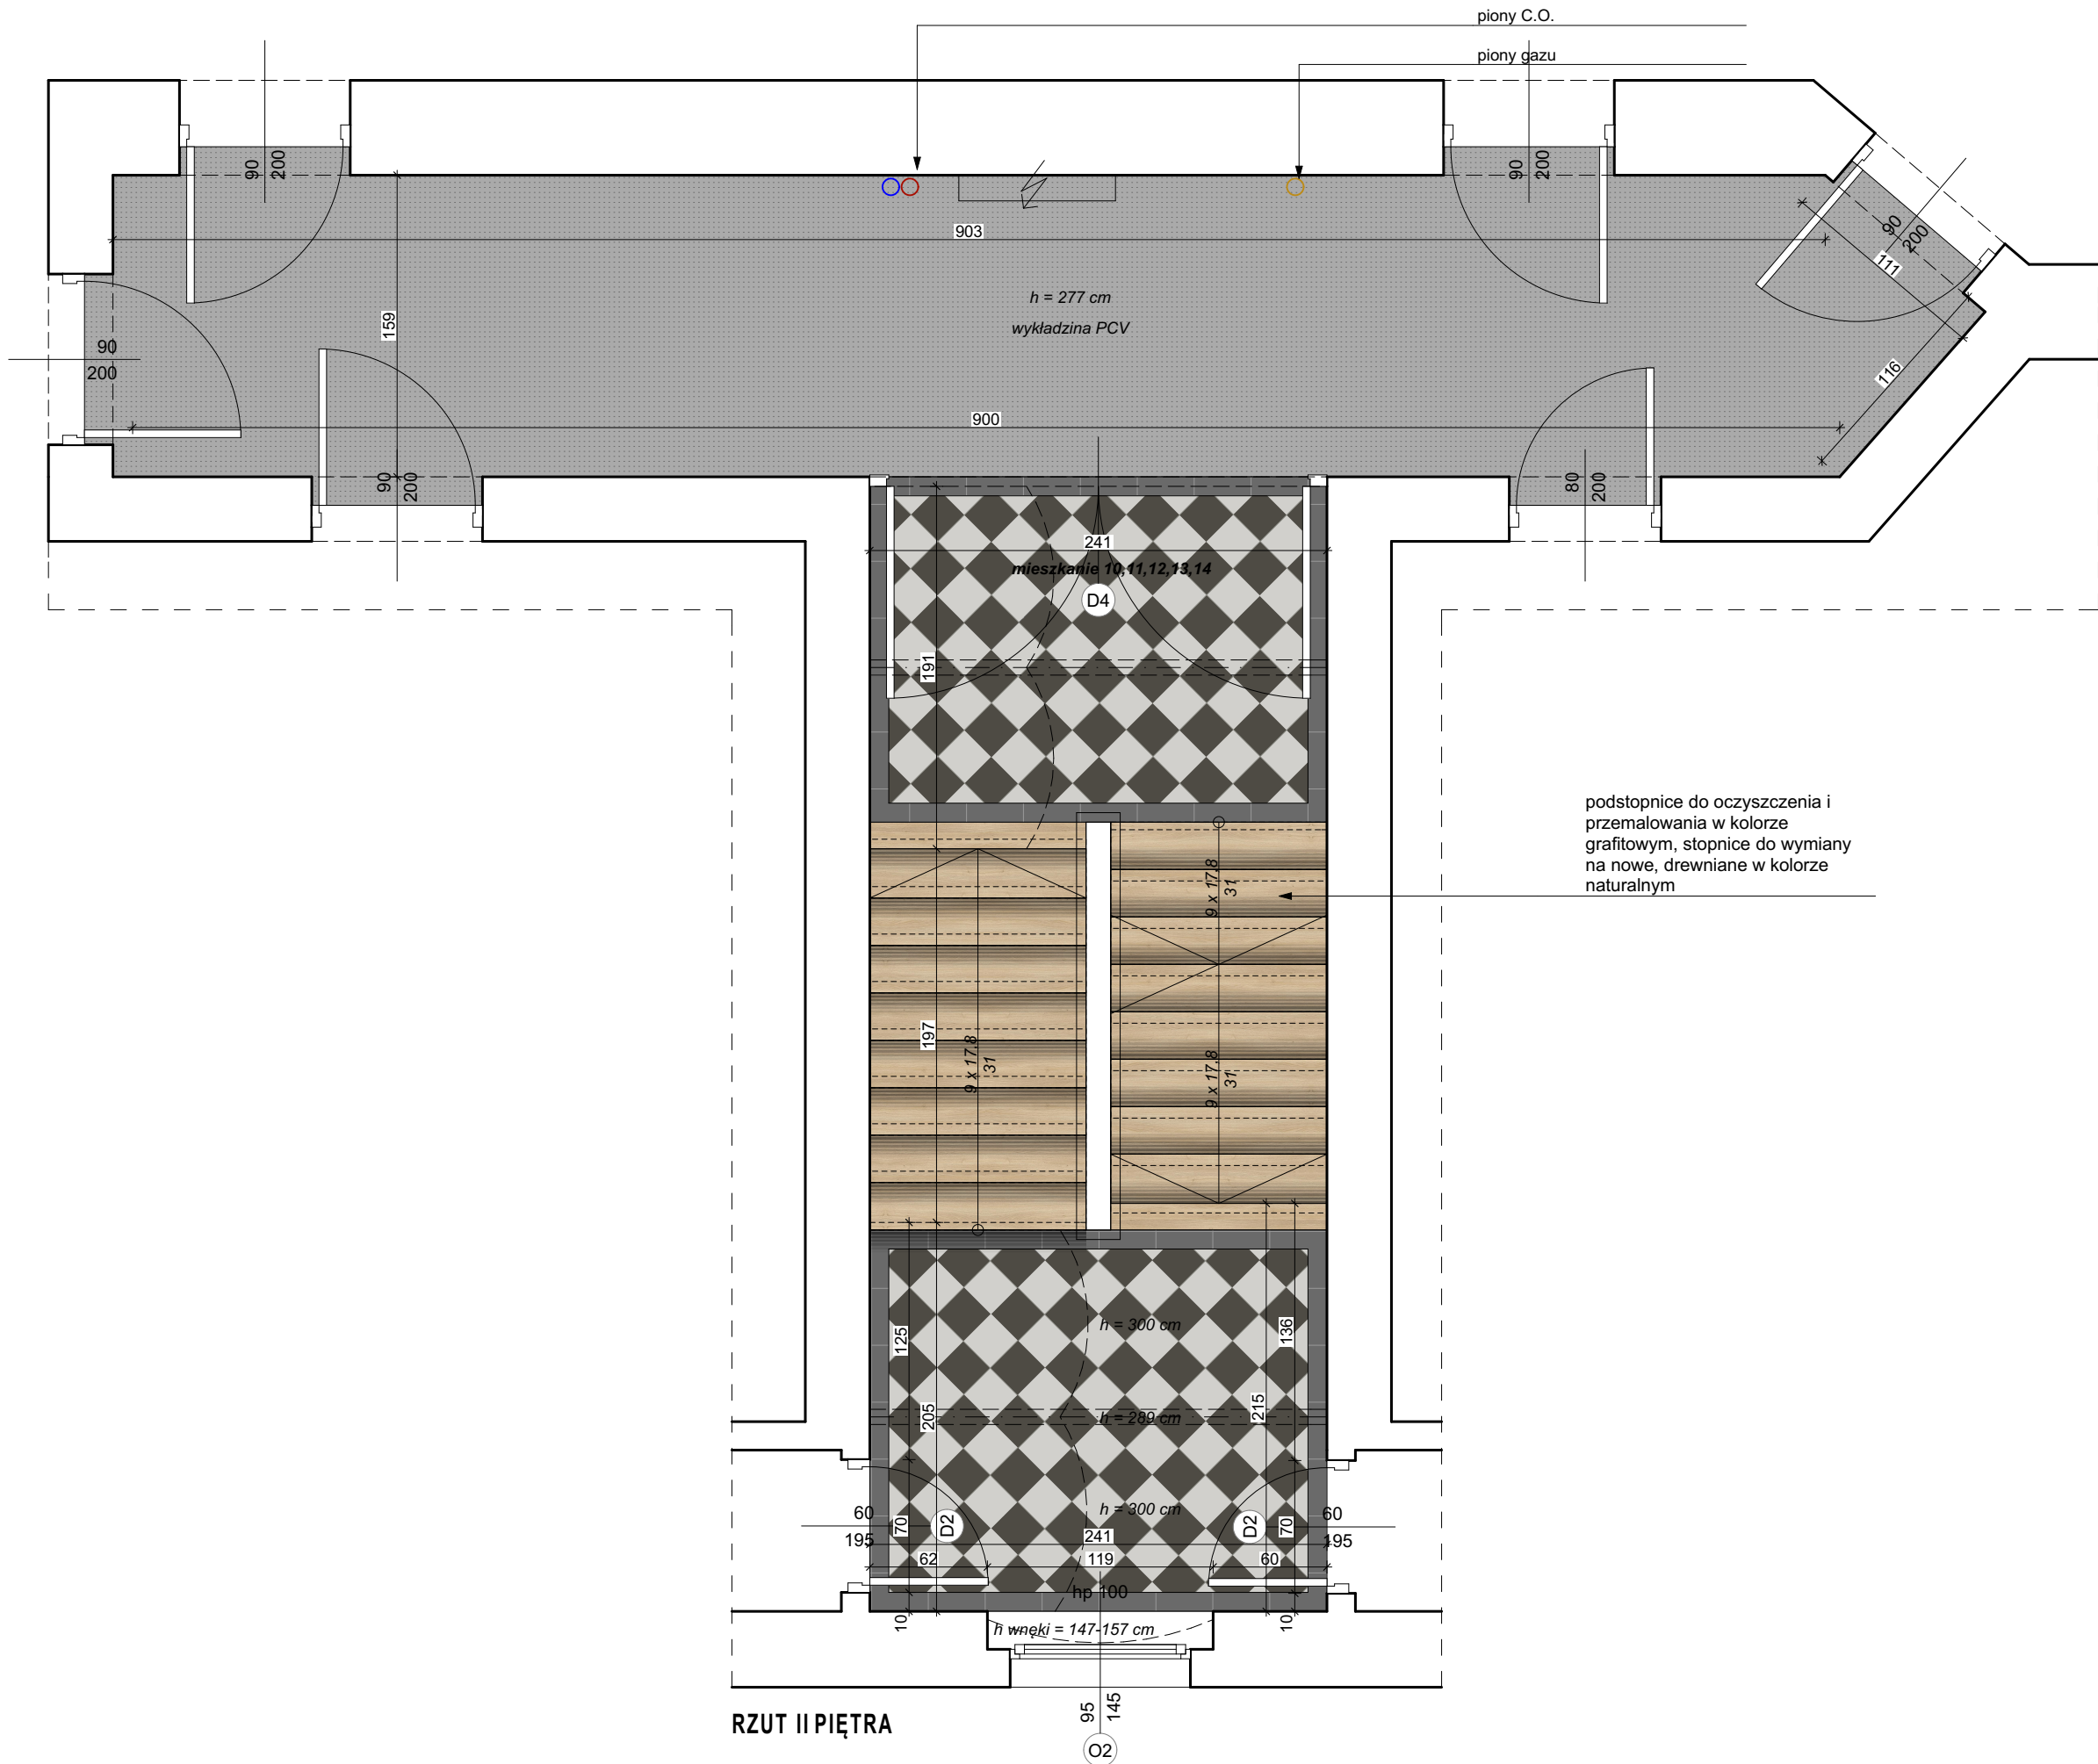 piony C.O.
piony gazu
90
200
90
200
90
200
903
111
h = 277 cm
wykładzina PCV
159
90
200
116
900
90
200
80
200
241
mieszkanie 10,11,12,13,14
D4
191
podstopnice do oczyszczenia i
przemalowania w kolorze
grafitowym, stopnice do wymiany
na nowe, drewniane w kolorze
naturalnym
9 x 17,8
31
197
9 x 17,8
31
9 x 17,8
31
125
h = 300 cm
136
205
h = 289 cm
215
h = 300 cm
60
195
70
D2
241
D2
70
60
195
62
119
60
hp 100
10
10
h wnęki = 147-157 cm
95
145
RZUT II PIĘTRA
O2